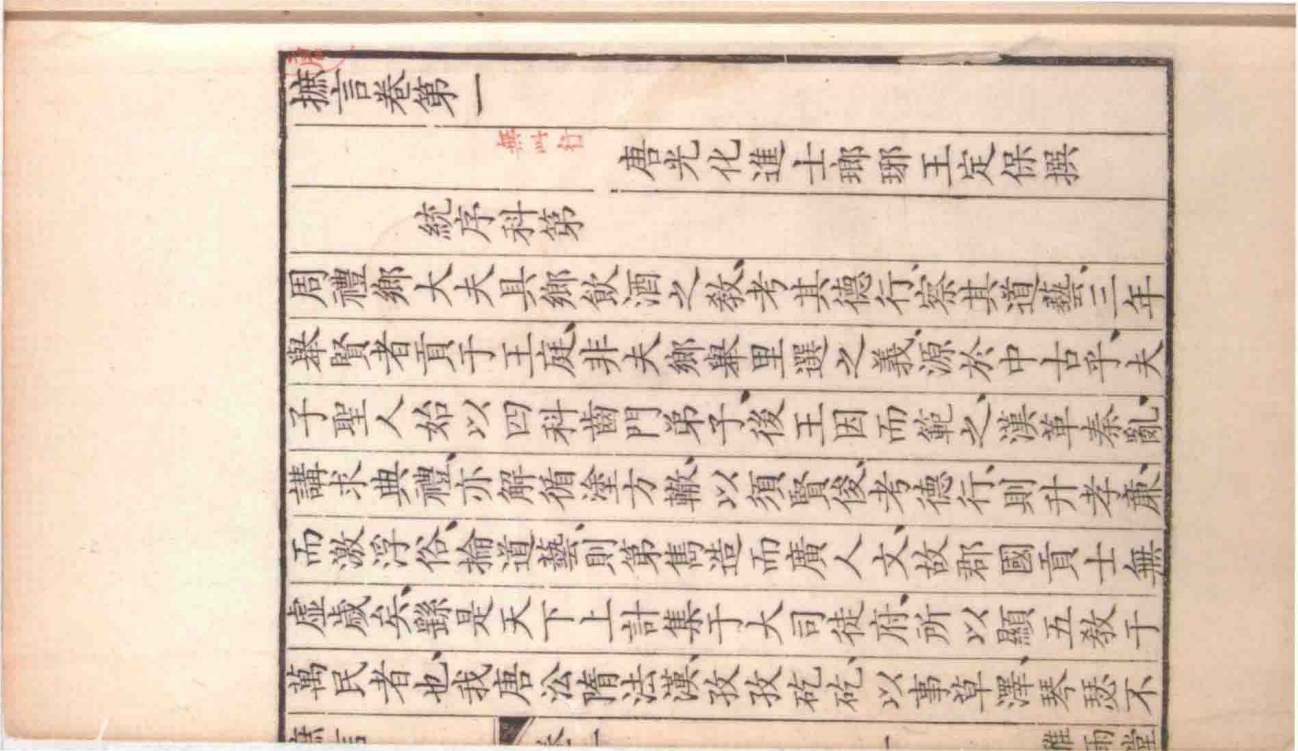 唐
摭言卷第一
無此行
唐光化進士瑯琊王定保撰
統序科第
周禮鄉大夫具鄉飲酒之教考其德行察其道藝三年
舉賢者貢于王庭非夫鄉舉里選之義源於中古乎夫
子聖人始以四科齒門弟子後王因而範之漢革秦亂
講求典禮亦解循塗方轍以須賢俊考德行則升孝廉
而激浮俗掄道藝則第雋造而廣人文故郡國貢士無
虛歲矣繇是天下上計集于大司徒府所以顯五教于
萬民者也我唐沿隋法漢孜孜矻矻以事草澤琴瑟不